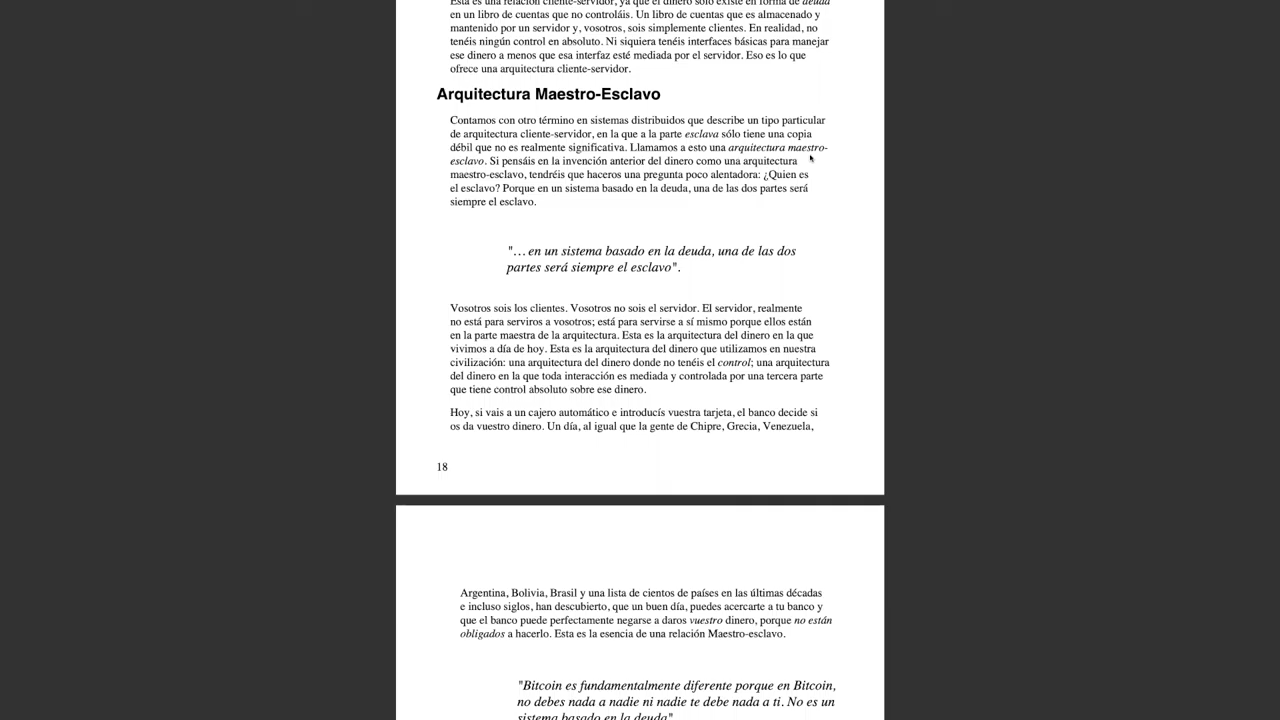 Esta es una relación cliente-servidor, ya que el dinero sólo existe en forma de deuda
en un libro de cuentas que no controláis. Un libro de cuentas que es almacenado y
mantenido por un servidor y, vosotros, sois simplemente clientes. En realidad, no
tenéis ningún control en absoluto. Ni siquiera tenéis interfaces básicas para manejar
ese dinero a menos que esa interfaz esté mediada por el servidor. Eso es lo que
ofrece una arquitectura cliente-servidor.
Arquitectura Maestro-Esclavo
Contamos con otro término en sistemas distribuidos que describe un tipo particular
de arquitectura cliente-servidor, en la que a la parte esclava sólo tiene una copia
débil que no es realmente significativa. Llamamos a esto una arquitectura maestro-
esclavo. Si pensáis en la invención anterior del dinero como una arquitectura
maestro-esclavo, tendréis que haceros una pregunta poco alentadora: ¿Quien es
el esclavo? Porque en un sistema basado en la deuda, una de las dos partes será
siempre el esclavo.
"… en un sistema basado en la deuda, una de las dos
partes será siempre el esclavo".
Vosotros sois los clientes. Vosotros no sois el servidor. El servidor, realmente
no está para serviros a vosotros; está para servirse a sí mismo porque ellos están
en la parte maestra de la arquitectura. Esta es la arquitectura del dinero en la que
vivimos a día de hoy. Esta es la arquitectura del dinero que utilizamos en nuestra
civilización: una arquitectura del dinero donde no tenéis el control; una arquitectura
del dinero en la que toda interacción es mediada y controlada por una tercera parte
que tiene control absoluto sobre ese dinero.
Hoy, si vais a un cajero automático e introducís vuestra tarjeta, el banco decide si
os da vuestro dinero. Un día, al igual que la gente de Chipre, Grecia, Venezuela,
18
Argentina, Bolivia, Brasil y una lista de cientos de países en las últimas décadas
e incluso siglos, han descubierto, que un buen día, puedes acercarte a tu banco y
que el banco puede perfectamente negarse a daros vuestro dinero, porque no están
obligados a hacerlo. Esta es la esencia de una relación Maestro-esclavo.
"Bitcoin es fundamentalmente diferente porque en Bitcoin,
no debes nada a nadie ni nadie te debe nada a ti. No es un
sistema basado en la deuda"